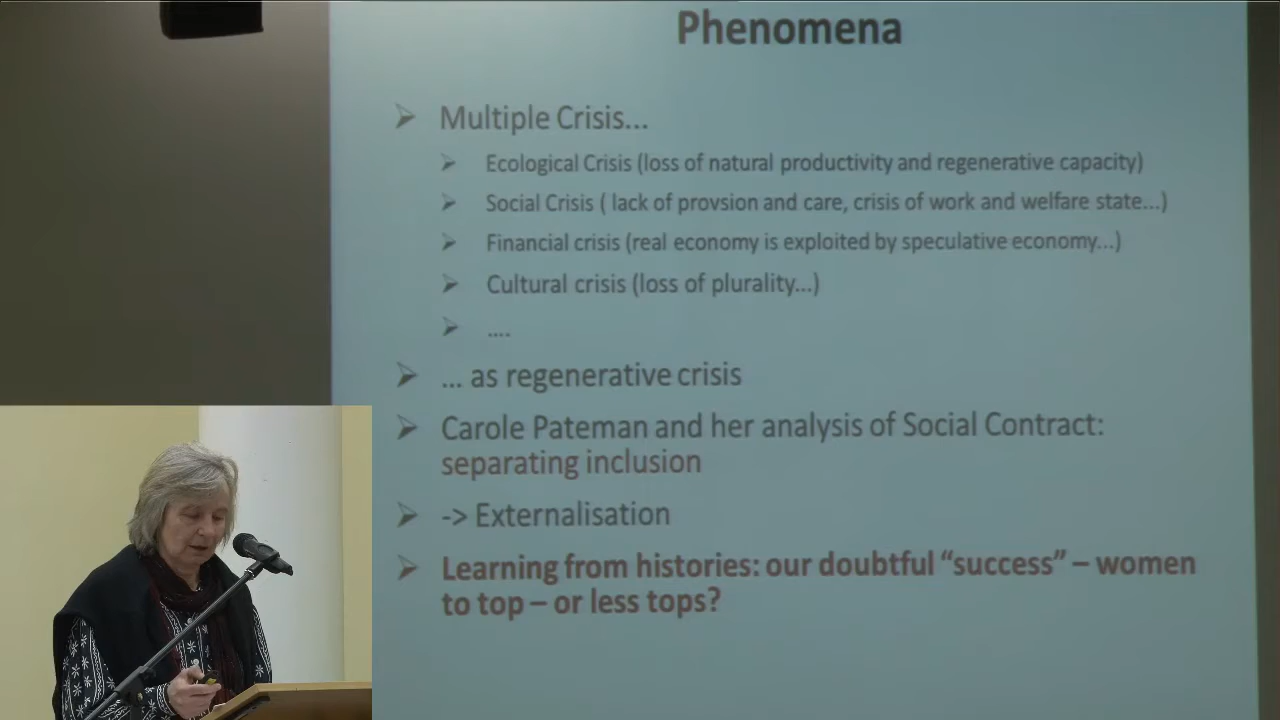 Phenomena
Multiple Crisis...
Ecological Crisis (loss of natural productivity and regenerative capacity)
Social Crisis ( lack of provsion and care, crisis of work and welfare state...)
Financial crisis (real economy is exploited by speculative economy...)
Cultural crisis (loss of plurality...)
....
... as regenerative crisis
Carole Pateman and her analysis of Social Contract:
separating inclusion
-> Externalisation
Learning from histories: our doubtful “success” – women
to top – or less tops?